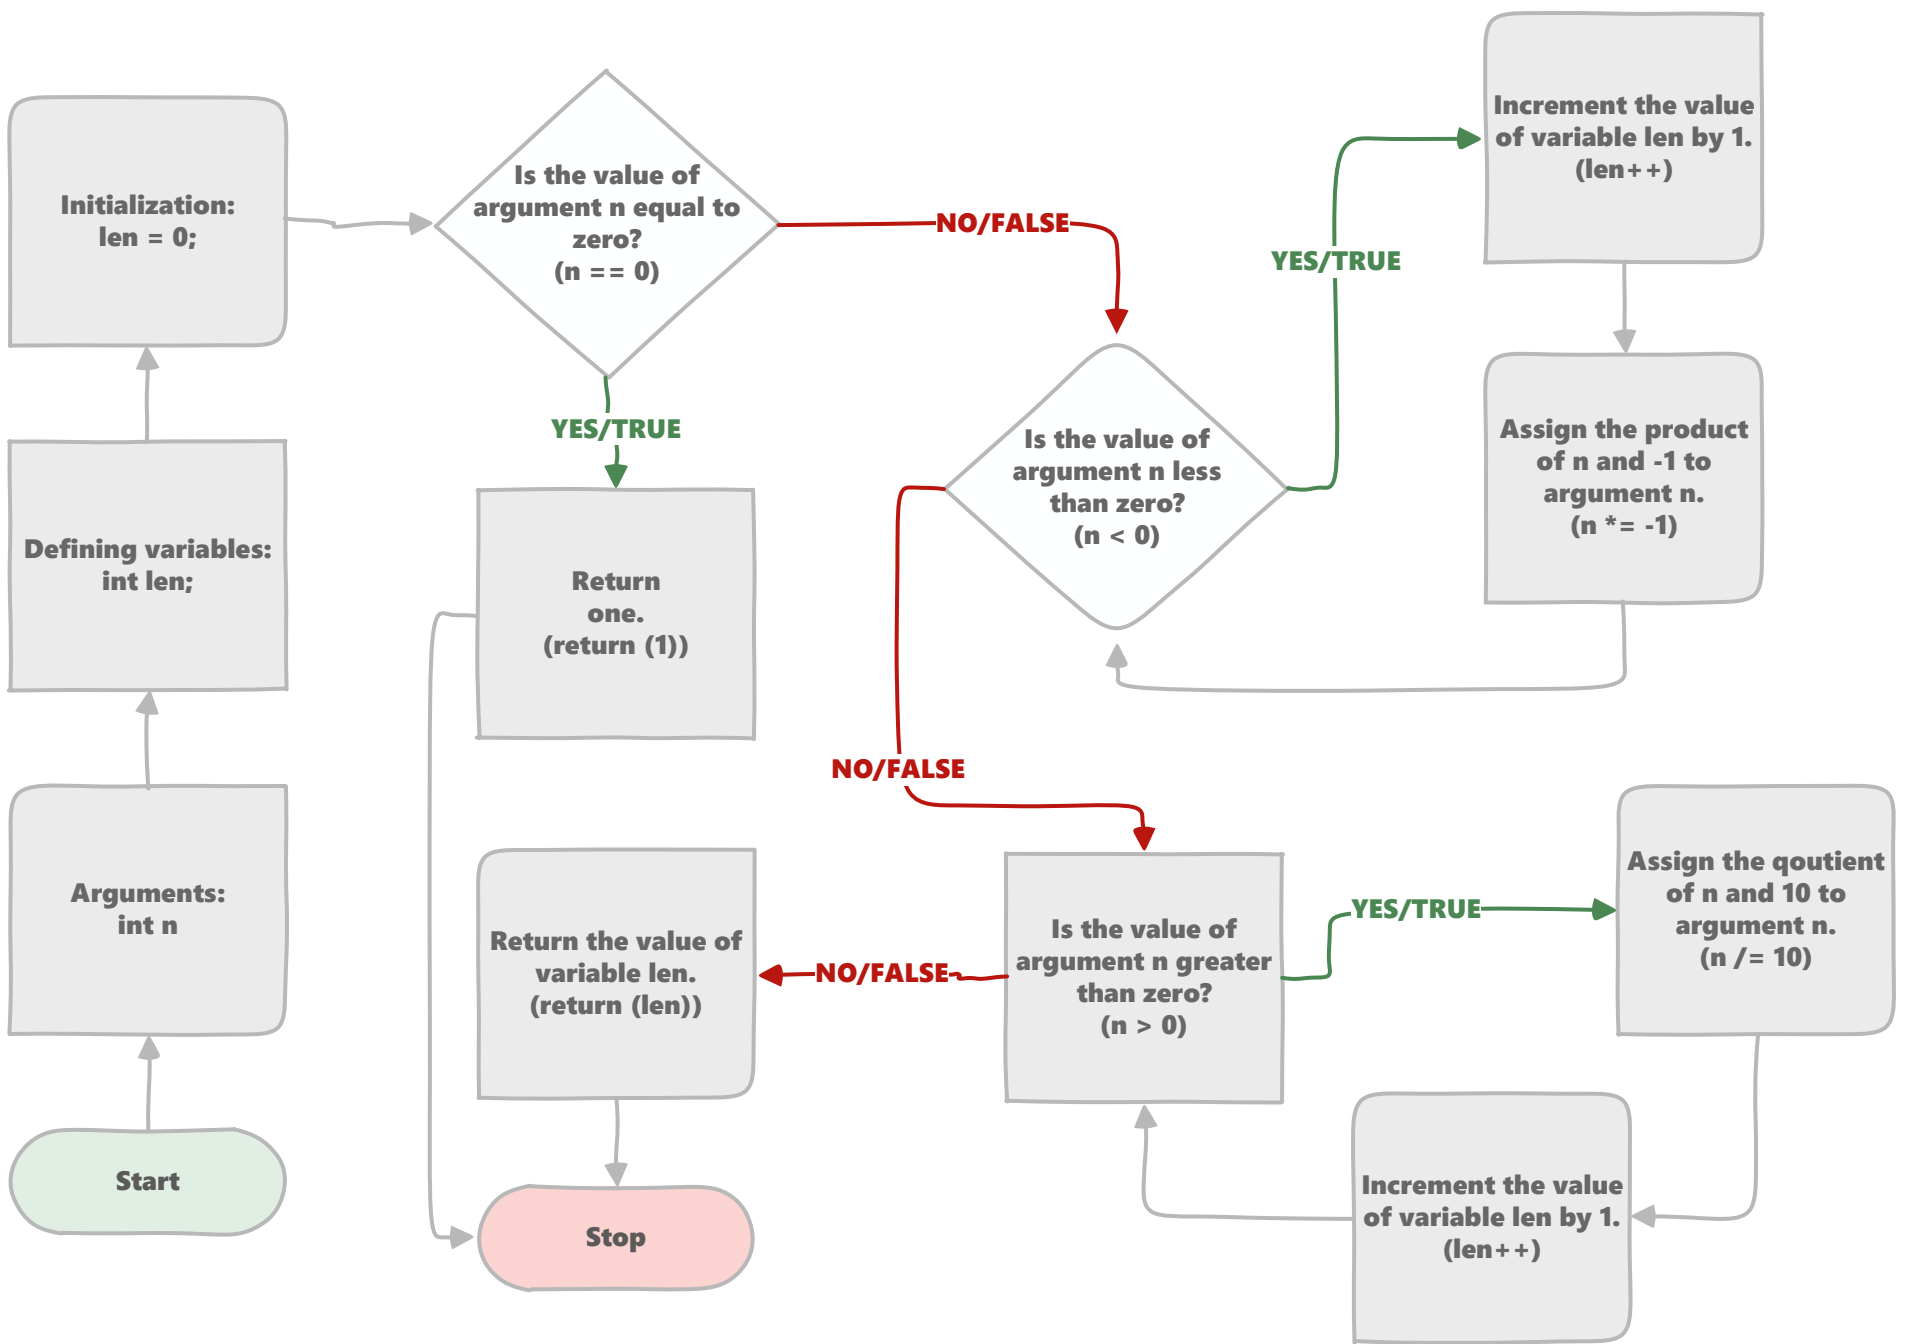 Start
Arguments:
int n
Defining variables:
int len;
Initialization:
len = 0;
Is the value of
argument n equal to
zero?
(n == 0)
YES/TRUE
Return
one.
(return (1))
NO/FALSE
Is the value of
argument n less
than zero?
(n < 0)
YES/TRUE
Increment the value
of variable len by 1.
(len++)
Assign the product
of n and -1 to
argument n.
(n *= -1)
NO/FALSE
Is the value of
argument n greater
than zero?
(n > 0)
YES/TRUE
Assign the qoutient
of n and 10 to
argument n.
(n /= 10)
Increment the value
of variable len by 1.
(len++)
NO/FALSE
Return the value of
variable len.
(return (len))
Stop